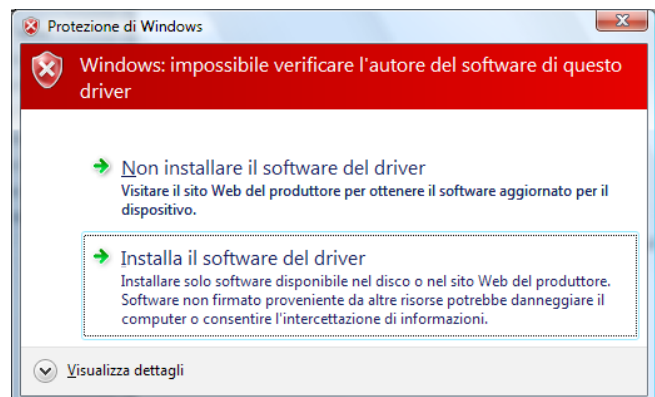 Protezione di Windows
Windows: impossibile verificare l'autore del software di questo
driver
Non installare il software del driver
Visitare il sito Web del produttore per ottenere il software aggiornato per il
dispositivo.
Installa il software del driver
Installare solo software disponibile nel disco o nel sito Web del produttore.
Software non firmato proveniente da altre risorse potrebbe danneggiare il
computer o consentire l'intercettazione di informazioni.
Visualizza dettagli